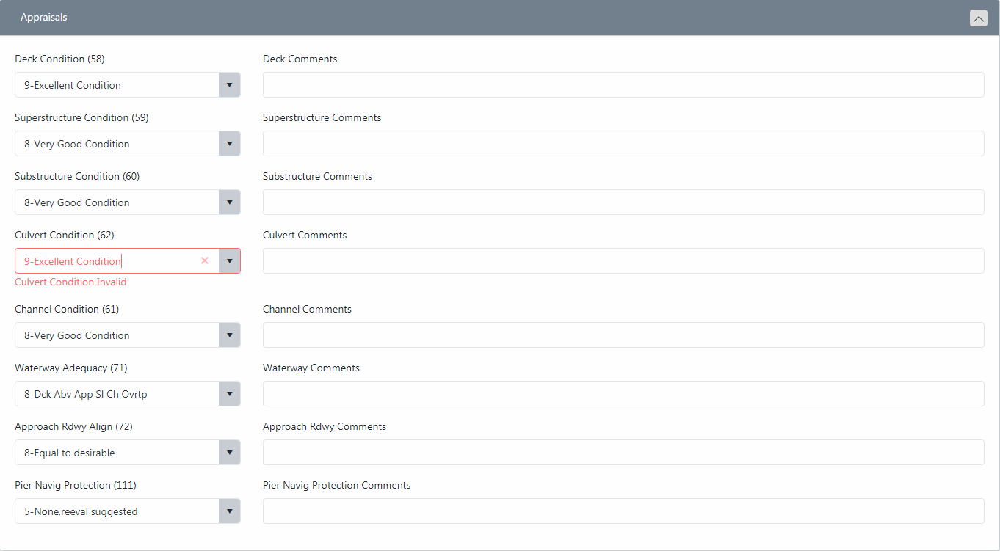 Appraisals
Deck Condition (58)
Deck Comments
9-Excellent Condition
Superstructure Condition (59)
Superstructure Comments
8-Very Good Condition
Substructure Condition (60)
Substructure Comments
8-Very Good Condition
Culvert Condition (62)
Culvert Comments
9-Excellent Condition
Culvert Condition Invalid
Channel Condition (61)
Channel Comments
8-Very Good Condition
Waterway Adequacy (71)
Waterway Comments
8-Dck Abv App Sl Ch Ovrtp
Approach Rdwy Align (72)
Approach Rdwy Comments
8-Equal to desirable
Pier Navig Protection (111)
Pier Navig Protection Comments
5-None,reeval suggested